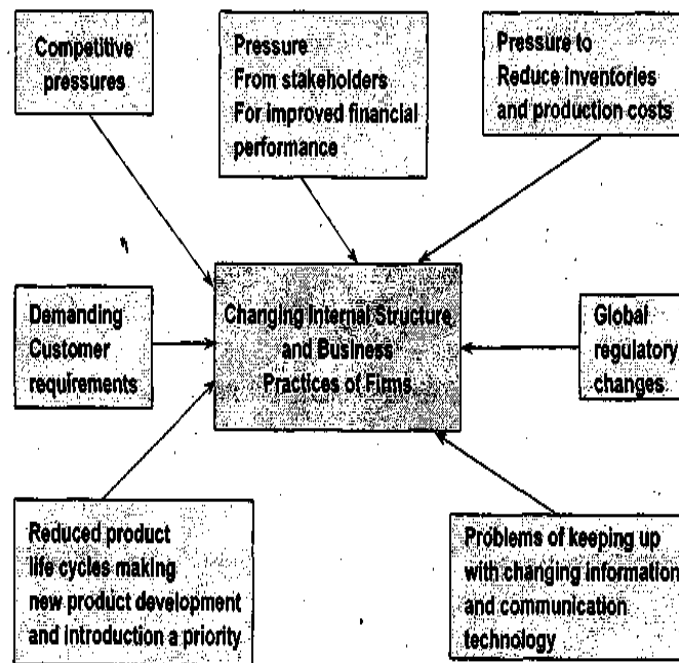 Competitive
pressures
Pressure
From stakeholders
For improved financial
performance
Pressure to
Reduce inventories
and production costs
Demanding
Customer
requirements
Changing Internal Structure
and Business
Practices of Firms
Global
regulatory
changes
Reduced product
life cycles making
new product development
and introduction a priority
Problems of keeping up
with changing information
and communication
technology